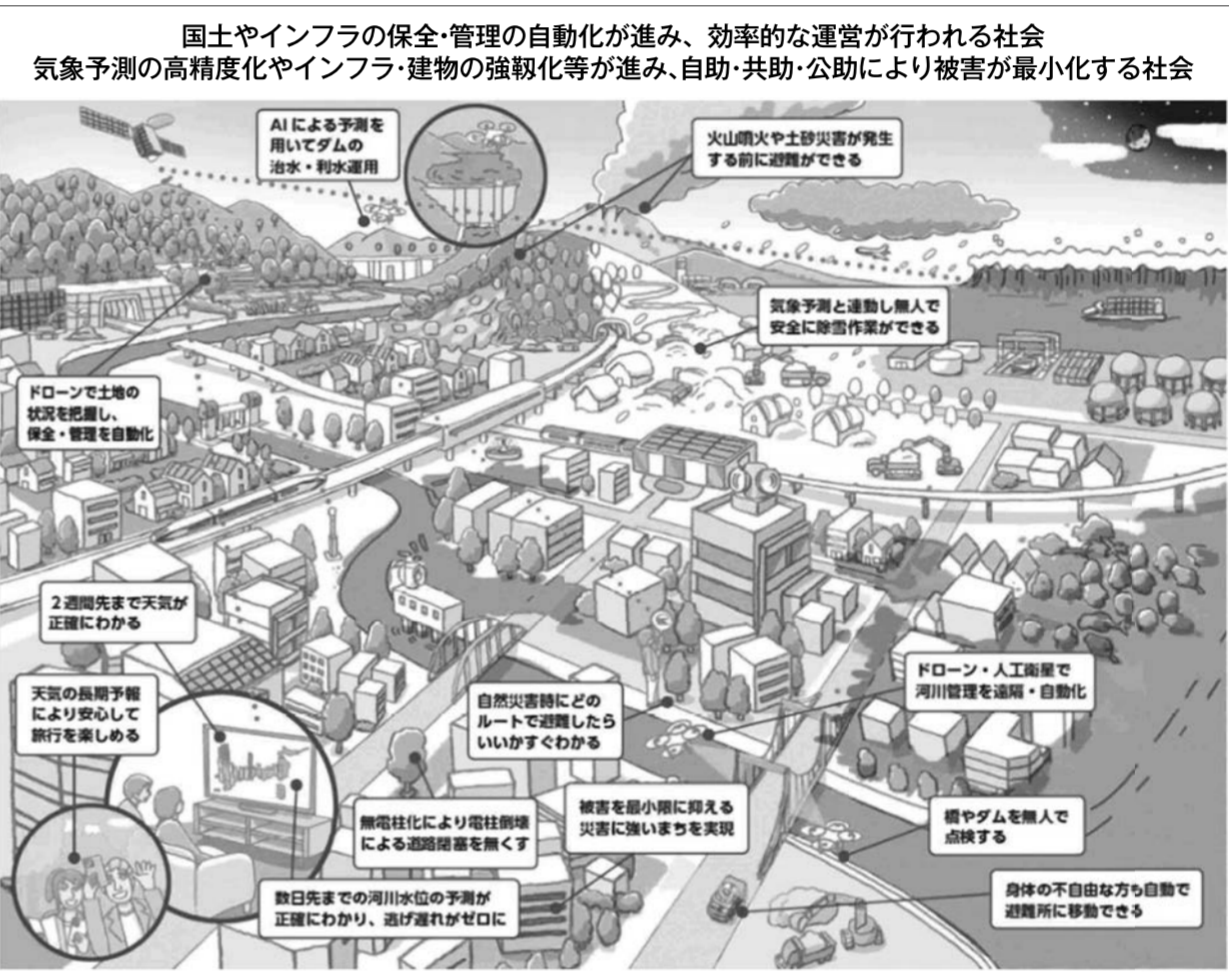 国土やインフラの保全･管理の自動化が進み、効率的な運営が行われる社会
気象予測の高精度化やインフラ･建物の強靱化等が進み、自助･共助･公助により被害が最小化する社会
AIによる予測を
用いてダムの
治水・利水運用
火山噴火や土砂災害が発生
する前に避難ができる
気象予測と連動し無人で
安全に除雪作業ができる
ドローンで土地の
状況を把握し、
保全・管理を自動化
２週間先まで天気が
正確にわかる
天気の長期予報
により安心して
旅行を楽しめる
自然災害時にどの
ルートで避難したら
いいかすぐわかる
ドローン・人工衛星で
河川管理を遠隔・自動化
無電柱化により電柱倒壊
による道路閉塞を無くす
被害を最小限に抑える
災害に強いまちを実現
橋やダムを無人で
点検する
数日先までの河川水位の予測が
正確にわかり、逃げ遅れがゼロに
身体の不自由な方も自動で
避難所に移動できる